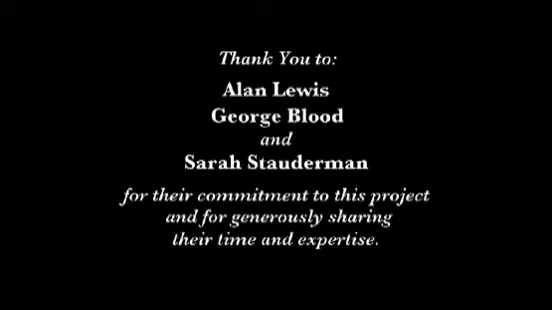 Thank You to:
Alan Lewis
George Blood
and
Sarah Stauderman
for their commitment to this project
and for generously sharing
their time and expertise.